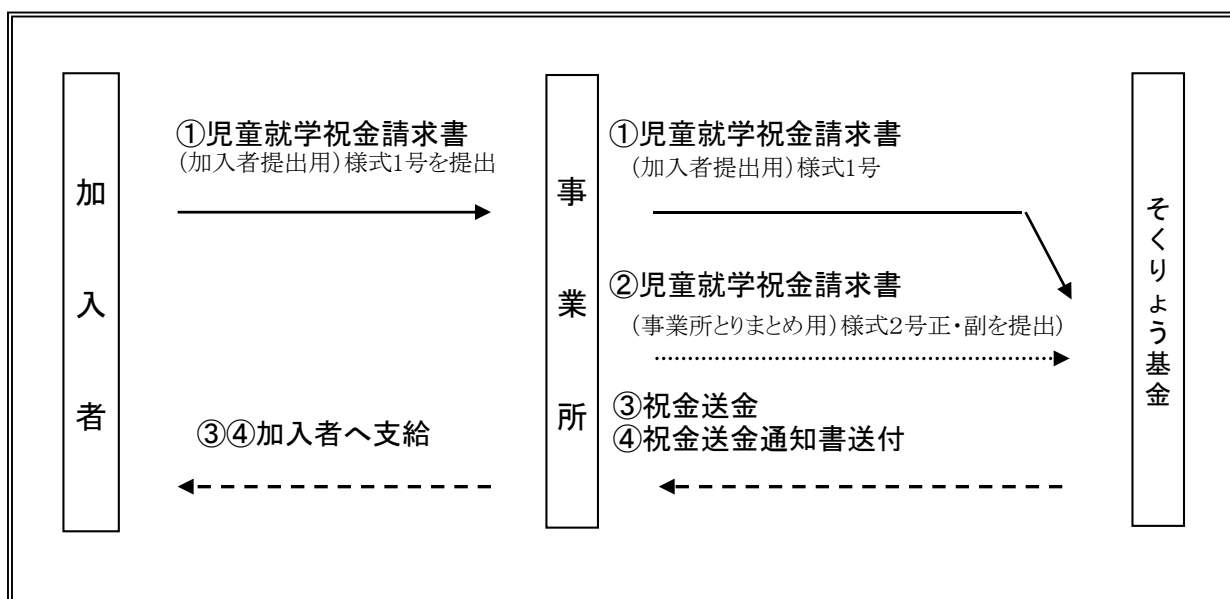 加入者
①児童就学祝金請求書
(加入者提出用)様式1号を提出
③④加入者へ支給
事業所
①児童就学祝金請求書
(加入者提出用)様式1号
②児童就学祝金請求書
(事業所とりまとめ用)様式2号正・副を提出)
③祝金送金
④祝金送金通知書送付
そくりょう基金